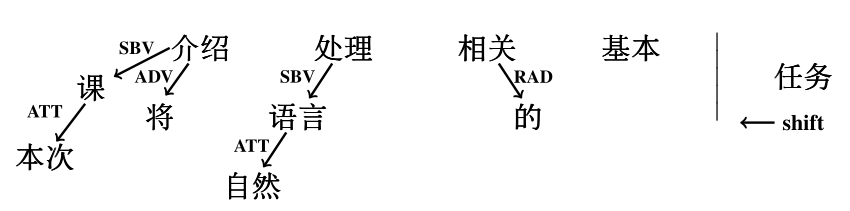 SBV 介绍 处理 相关 基本
课 ADV SBV RAD 任务
ATT 将 语言 的 shift
本次 ATT
自然